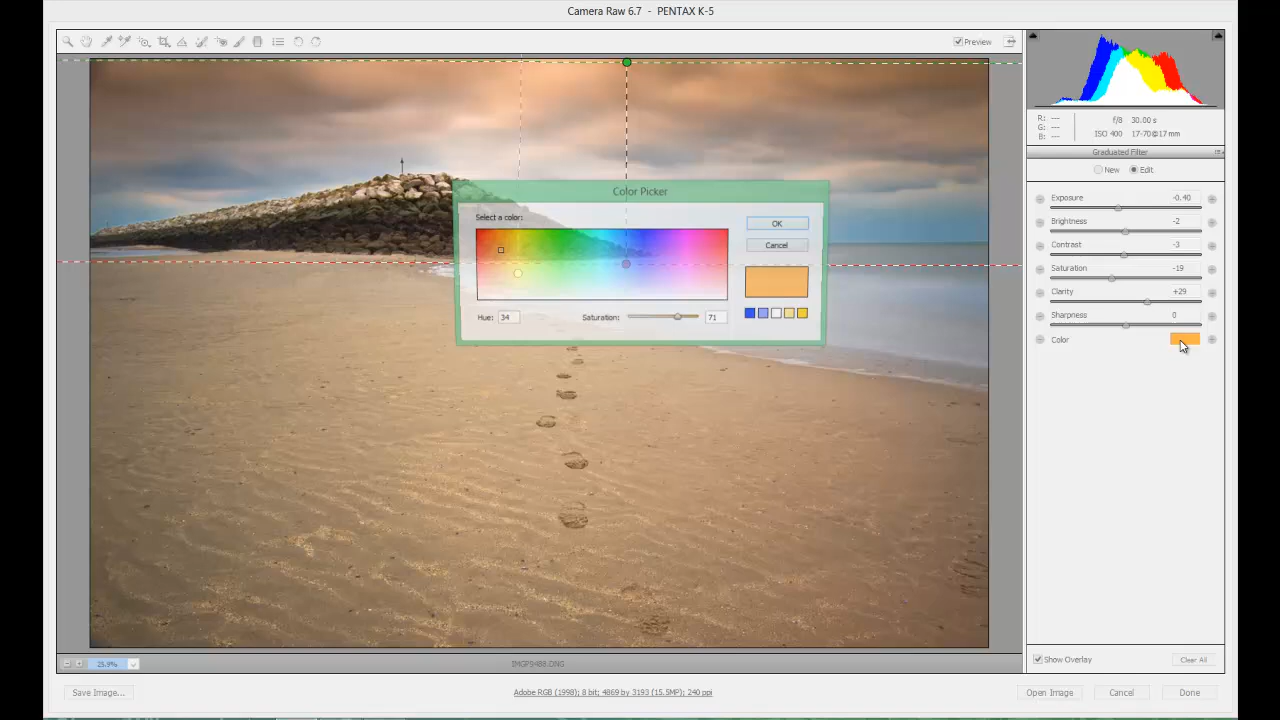 Camera Raw 6.7 - PENTAX K-5
Preview
R: ---
G: ---
B: ---
f/8 30.00 s
ISO 400 17-70@17 mm
Graduated Filter
New Edit
Exposure -0.40
Brightness -2
Contrast -3
Saturation -19
Clarity +29
Sharpness 0
Color
Color Picker
Select a color:
OK
Cancel
Hue: 34 Saturation: 71
25.9%
IMGP9488.DNG
Show Overlay
Clear All
Save Image...
Adobe RGB (1998); 8 bit; 4869 by 3193 (15.5MP); 240 ppi
Open Image
Cancel
Done